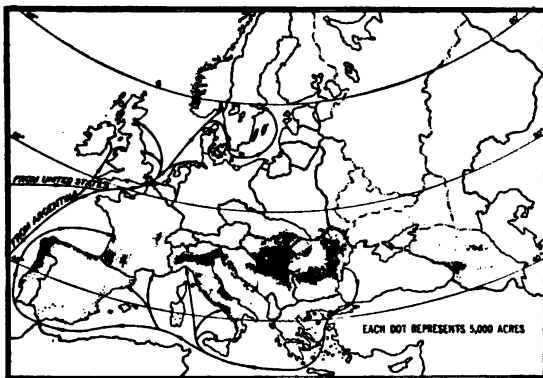 FROM UNITED STATES
FROM ARGENTINA
EACH DOT REPRESENTS 5,000 ACRES